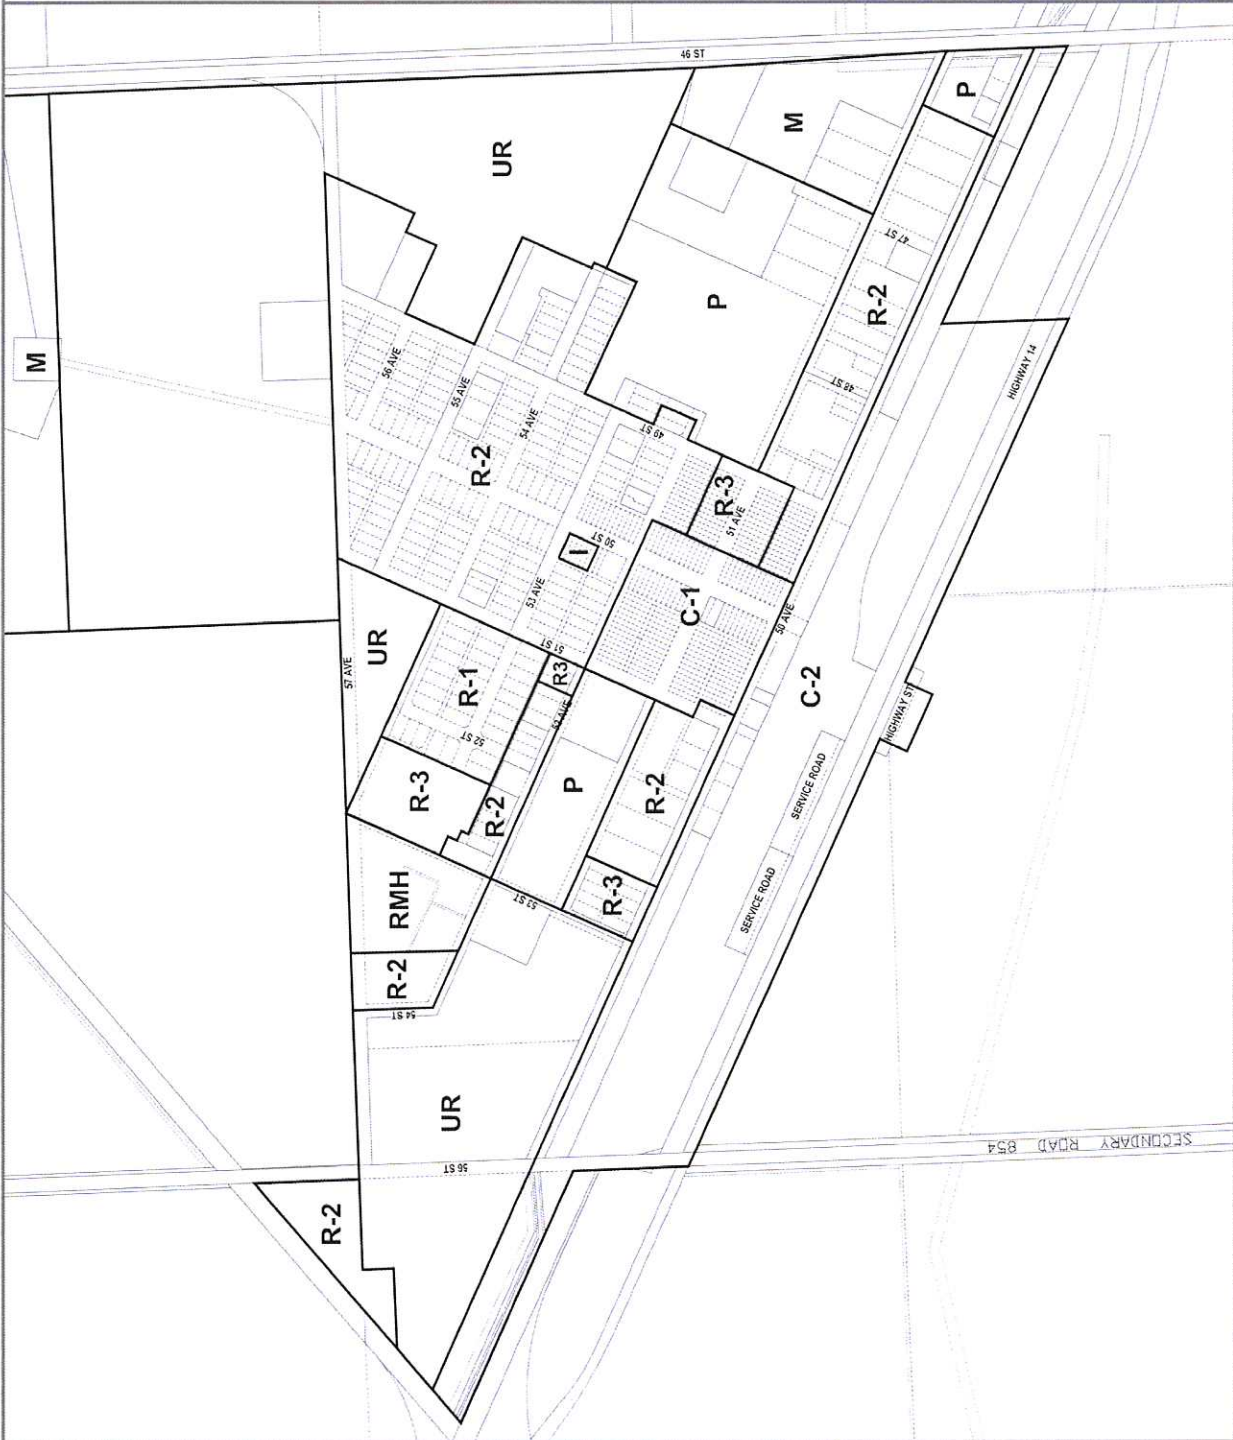 46 ST
P
M
UR
M
47 ST
R-2
P
48 ST
HIGHWAY 14
56 AVE
55 AVE
54 AVE
R-2
49 ST
R-3
51 AVE
50 ST
I
53 AVE
C-1
50 AVE
51 ST
UR
57 AVE
R-1
R3
52 AVE
52 ST
C-2
HIGHWAY ST
R-3
R-2
P
R-2
SERVICE ROAD
SERVICE ROAD
R-3
53 ST
RMH
R-2
54 ST
UR
56 ST
SECONDARY ROAD 854
R-2